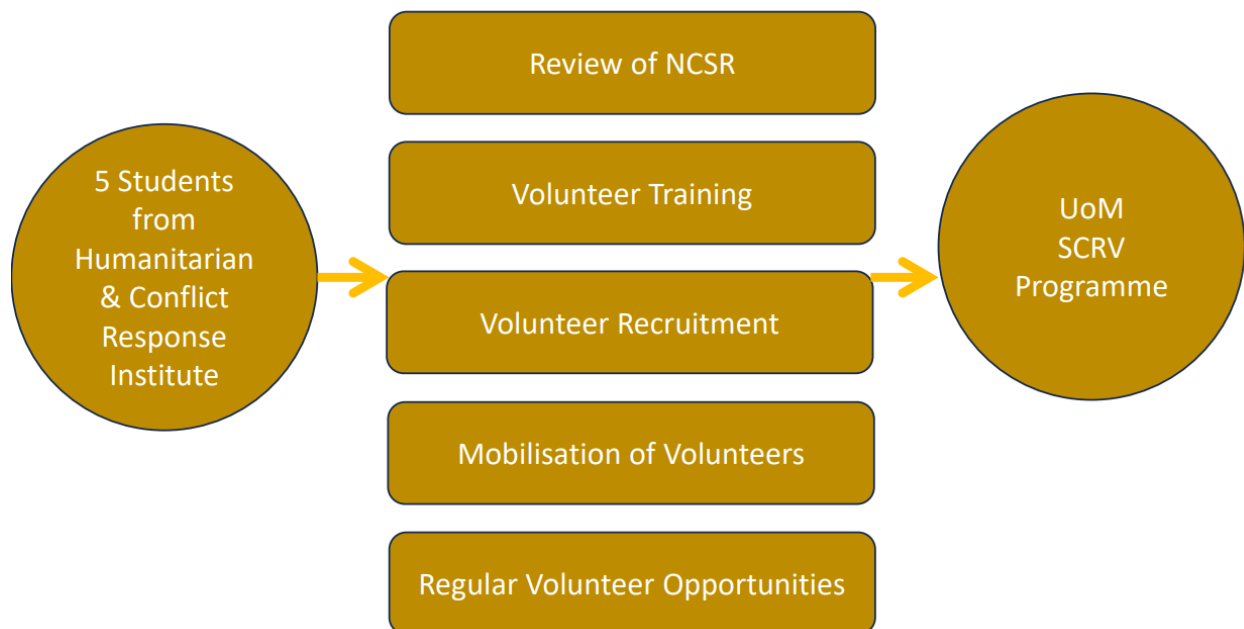 5 Students
from
Humanitarian
& Conflict
Response
Institute
Review of NCSR
Volunteer Training
Volunteer Recruitment
Mobilisation of Volunteers
Regular Volunteer Opportunities
UoM
SCRV
Programme